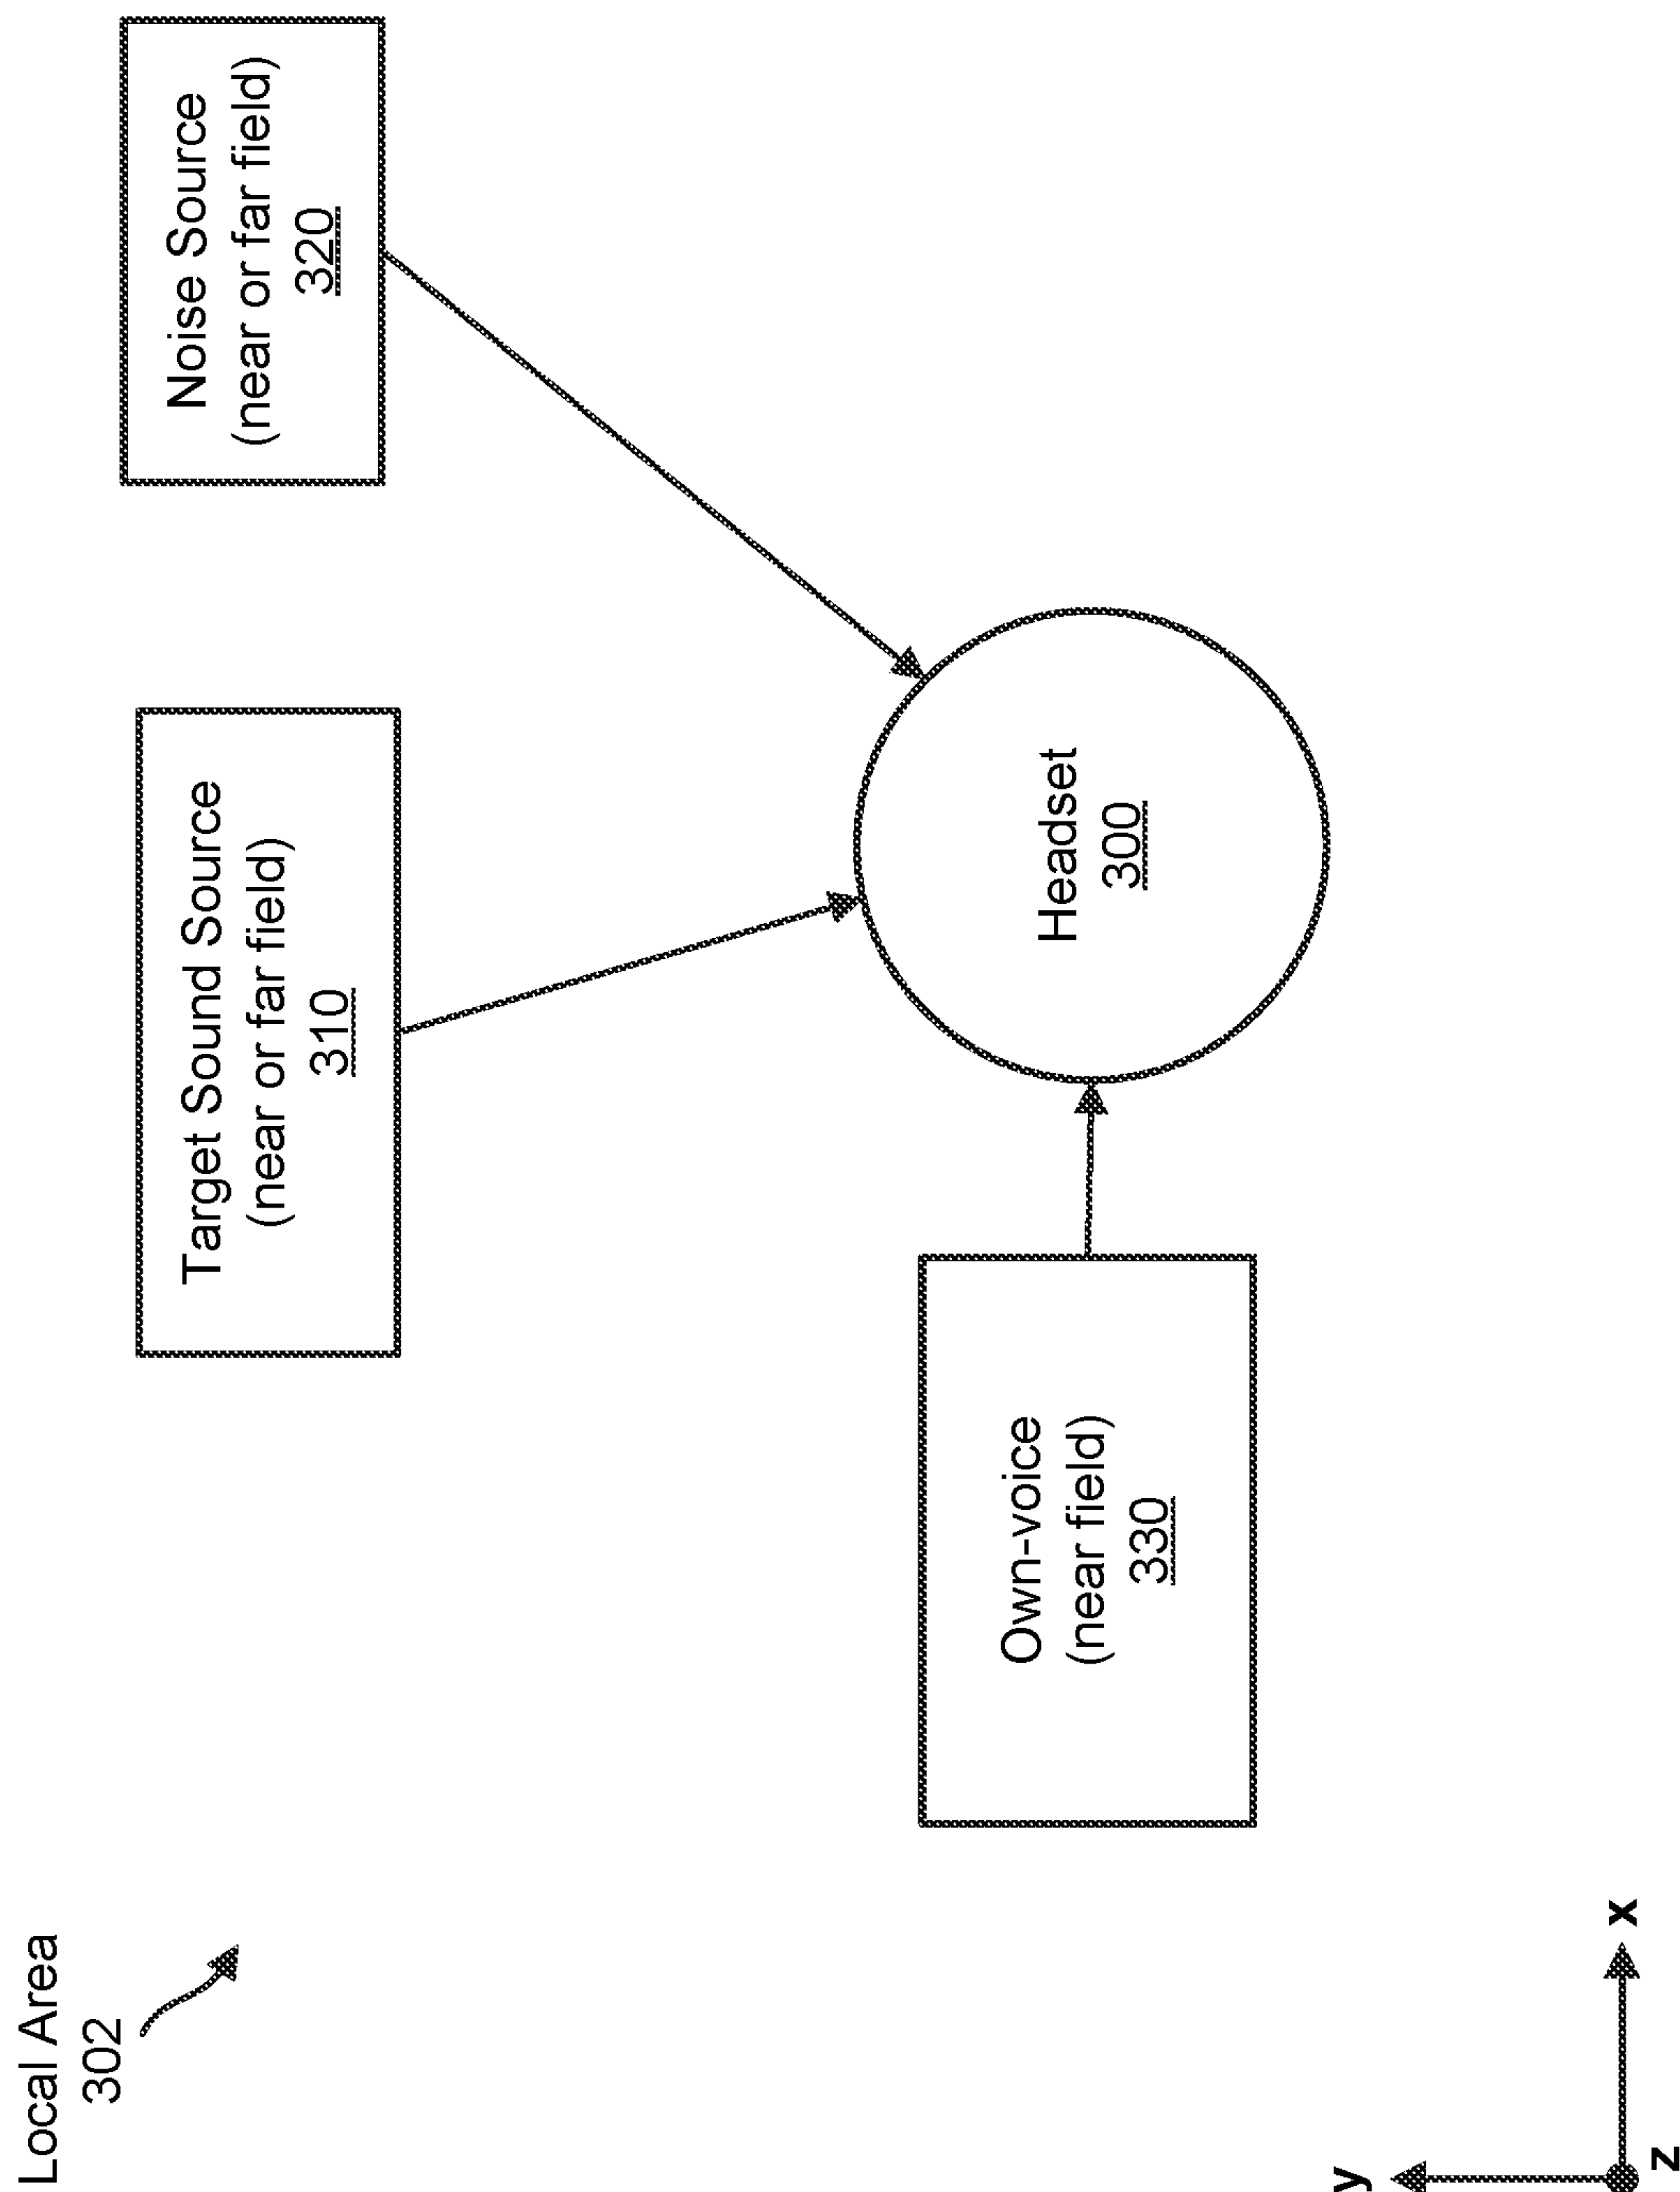 Local Area
302
Target Sound Source
(near or far field)
310
Noise Source
(near or far field)
320
Own-voice
(near field)
330
Headset
300
y
x
z